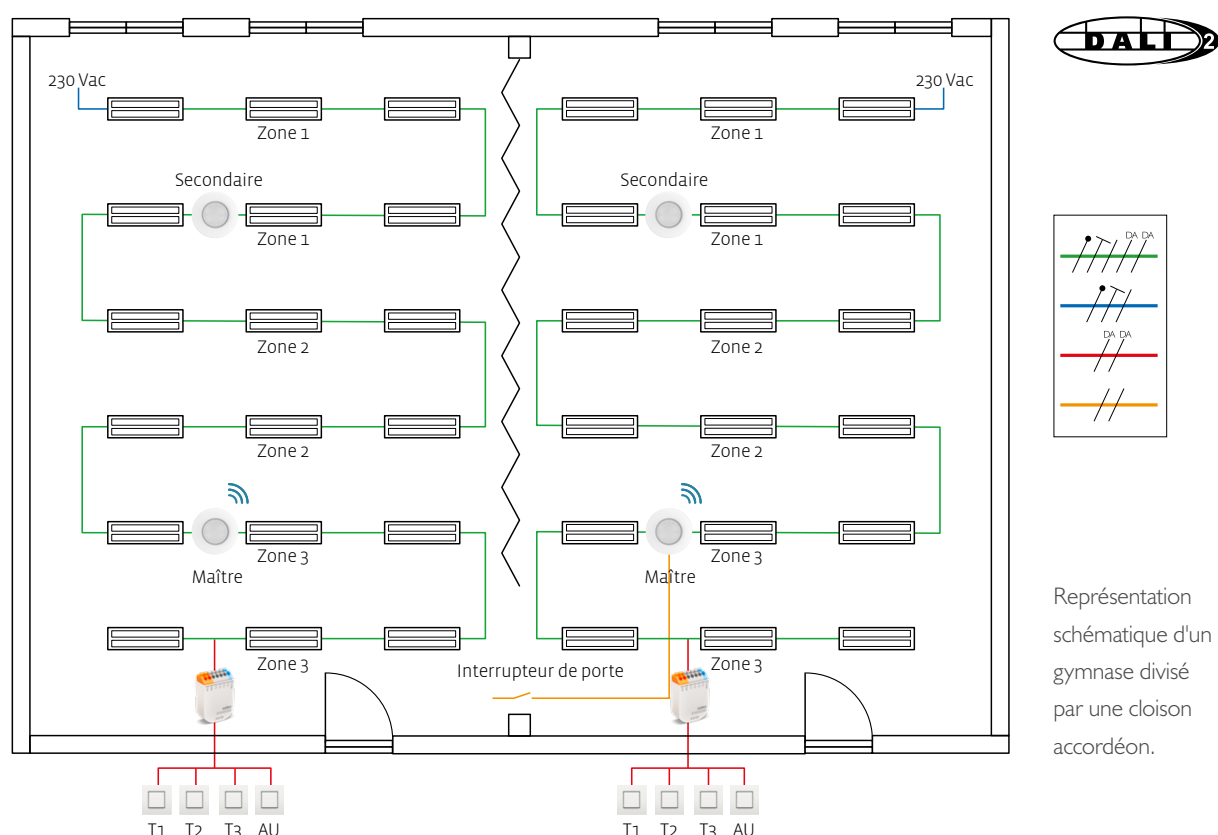 DALI 2
230 Vac
230 Vac
Zone 1
Zone 1
Secondaire
Secondaire
Zone 1
Zone 1
DA DA
DA DA
Zone 2
Zone 2
Zone 2
Zone 2
Zone 3
Zone 3
Maître
Maître
Représentation
schématique d'un
gymnase divisé
par une cloison
accordéon.
Zone 3
Interrupteur de porte
Zone 3
T1 T2 T3 AU
T1 T2 T3 AU